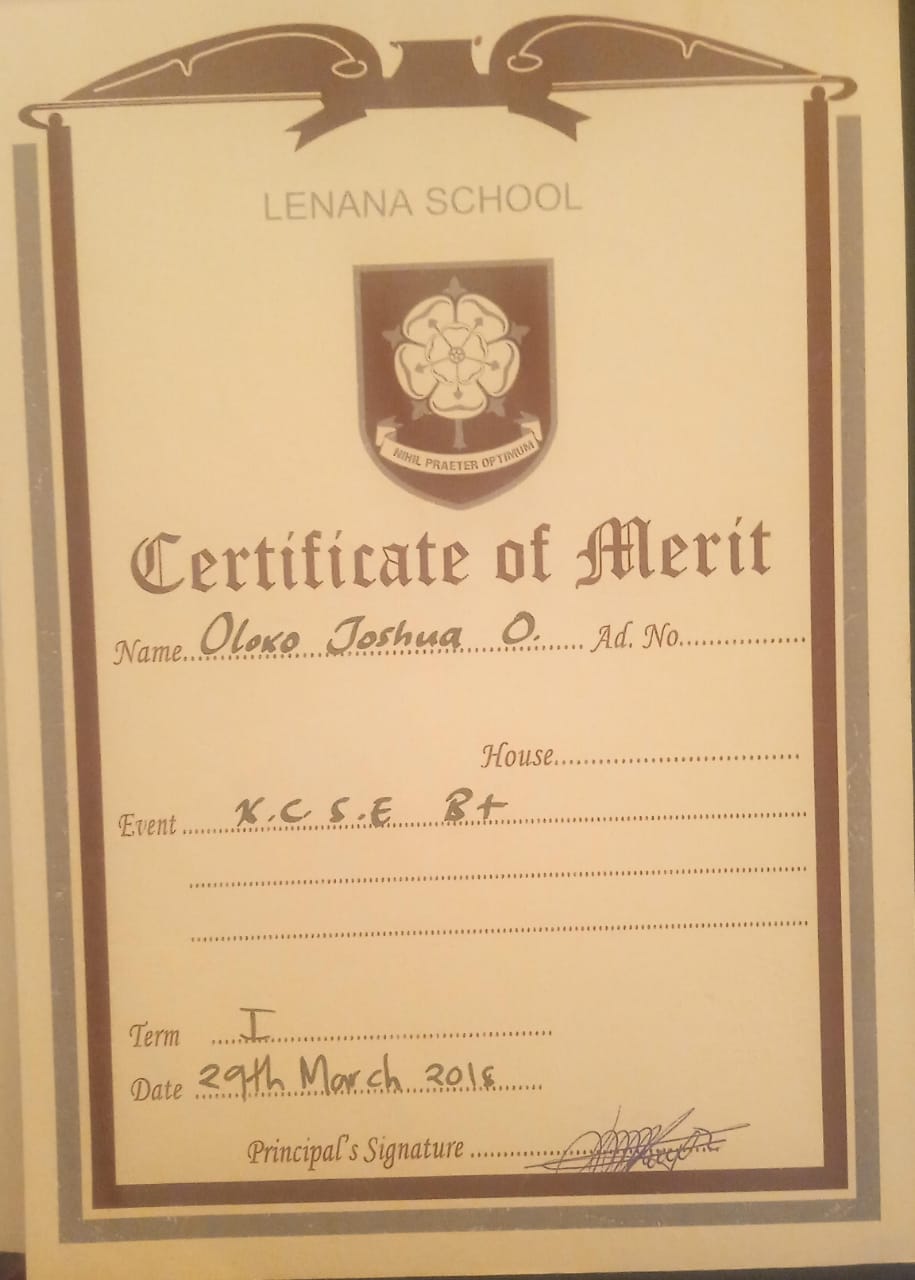 LENANA SCHOOL
NIHIL PRAETER OPTIMUM
Certificate of Merit
Name Oloko Joshua O. Ad. No.
House
Event K.C S.E B+
Term I
Date 29th March 2018
Principal's Signature